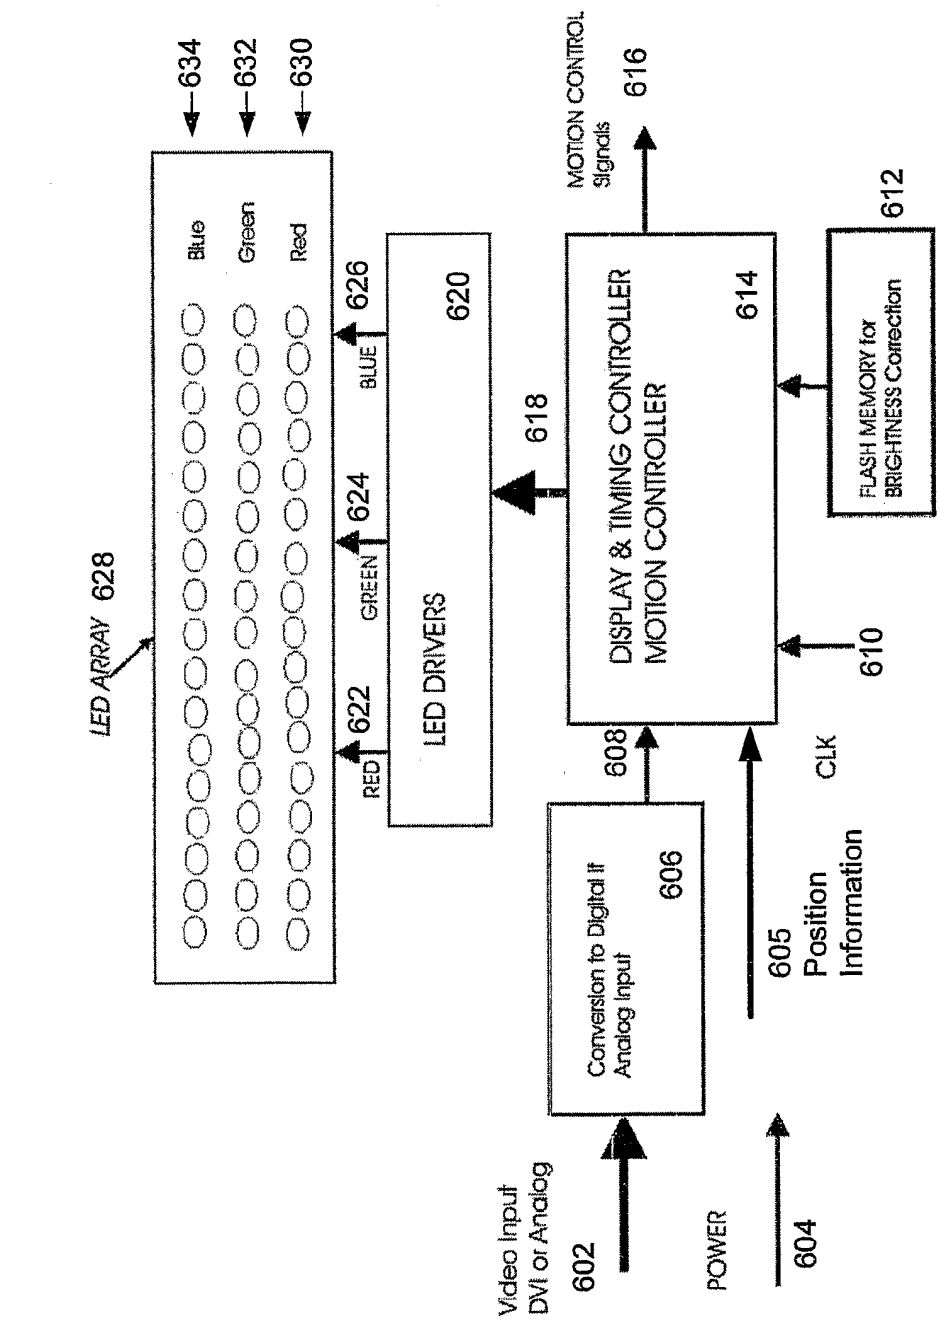 LED ARRAY 628
Blue
Green
Red
634
632
630
RED
622
GREEN
624
BLUE
626
LED DRIVERS
620
618
Video Input
DVI or Analog
602
Conversion to Digital if
Analog Input
606
608
DISPLAY & TIMING CONTROLLER
MOTION CONTROLLER
614
MOTION CONTROL
Signals
616
POWER
604
605
Position
Information
CLK
610
FLASH MEMORY for
BRIGHTNESS Correction
612